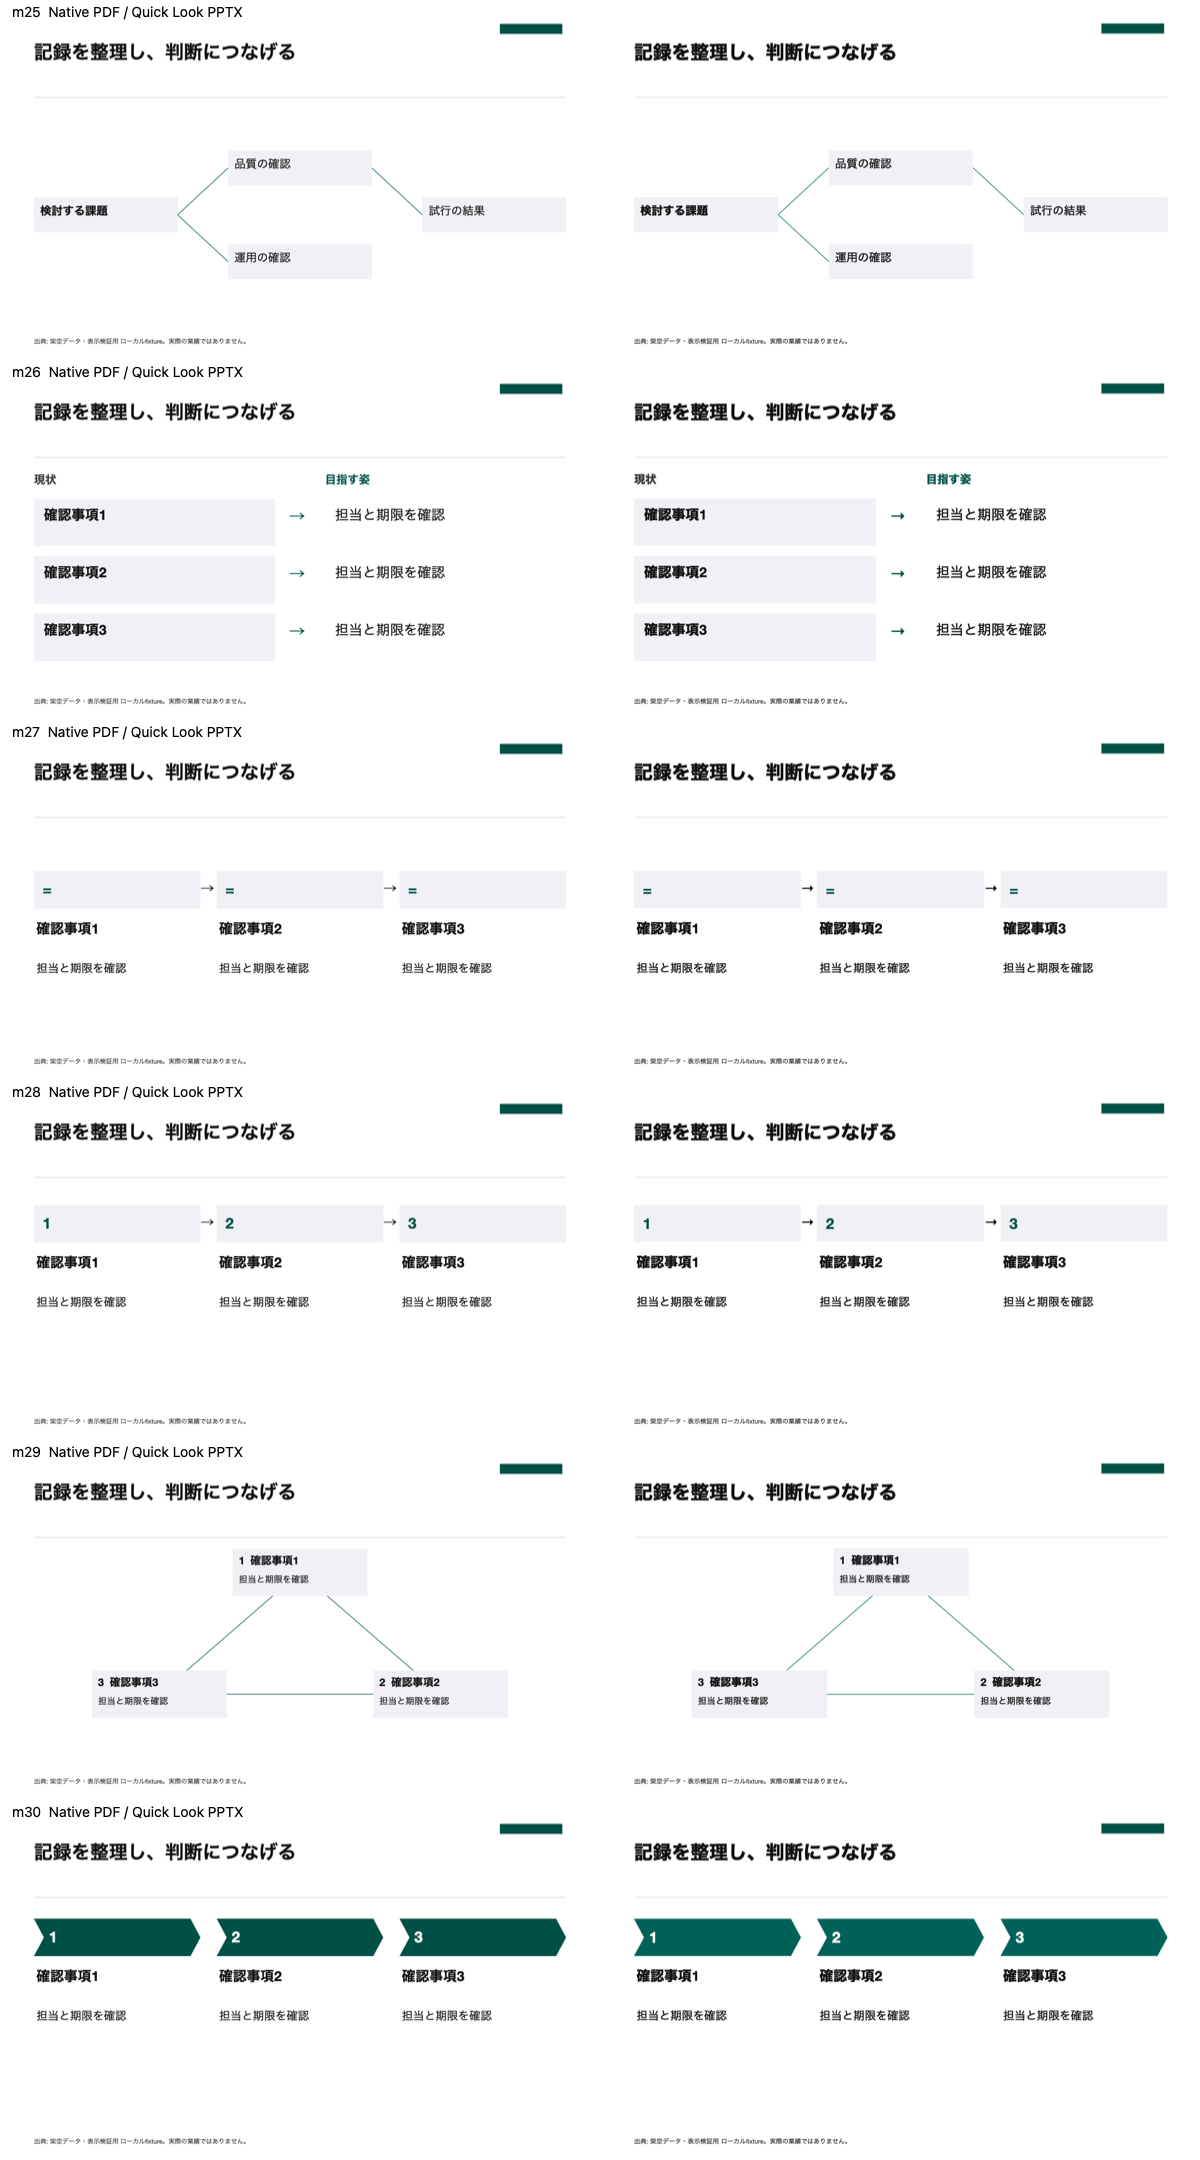 m25 Native PDF / Quick Look PPTX
記録を整理し、判断につなげる
記録を整理し、判断につなげる
品質の確認
検討する課題
試行の結果
運用の確認
品質の確認
検討する課題
試行の結果
運用の確認
出典: 架空データ・表示検証用 ローカルfixture。実際の業績ではありません。
出典: 架空データ・表示検証用 ローカルfixture。実際の業績ではありません。
m26 Native PDF / Quick Look PPTX
記録を整理し、判断につなげる
記録を整理し、判断につなげる
現状 目指す姿
確認事項1 → 担当と期限を確認
確認事項2 → 担当と期限を確認
確認事項3 → 担当と期限を確認
現状 目指す姿
確認事項1 → 担当と期限を確認
確認事項2 → 担当と期限を確認
確認事項3 → 担当と期限を確認
出典: 架空データ・表示検証用 ローカルfixture。実際の業績ではありません。
出典: 架空データ・表示検証用 ローカルfixture。実際の業績ではありません。
m27 Native PDF / Quick Look PPTX
記録を整理し、判断につなげる
記録を整理し、判断につなげる
= → = → =
確認事項1 確認事項2 確認事項3
担当と期限を確認 担当と期限を確認 担当と期限を確認
= → = → =
確認事項1 確認事項2 確認事項3
担当と期限を確認 担当と期限を確認 担当と期限を確認
出典: 架空データ・表示検証用 ローカルfixture。実際の業績ではありません。
出典: 架空データ・表示検証用 ローカルfixture。実際の業績ではありません。
m28 Native PDF / Quick Look PPTX
記録を整理し、判断につなげる
記録を整理し、判断につなげる
1 → 2 → 3
確認事項1 確認事項2 確認事項3
担当と期限を確認 担当と期限を確認 担当と期限を確認
1 → 2 → 3
確認事項1 確認事項2 確認事項3
担当と期限を確認 担当と期限を確認 担当と期限を確認
出典: 架空データ・表示検証用 ローカルfixture。実際の業績ではありません。
出典: 架空データ・表示検証用 ローカルfixture。実際の業績ではありません。
m29 Native PDF / Quick Look PPTX
記録を整理し、判断につなげる
記録を整理し、判断につなげる
1 確認事項1
担当と期限を確認
3 確認事項3
担当と期限を確認
2 確認事項2
担当と期限を確認
1 確認事項1
担当と期限を確認
3 確認事項3
担当と期限を確認
2 確認事項2
担当と期限を確認
出典: 架空データ・表示検証用 ローカルfixture。実際の業績ではありません。
出典: 架空データ・表示検証用 ローカルfixture。実際の業績ではありません。
m30 Native PDF / Quick Look PPTX
記録を整理し、判断につなげる
記録を整理し、判断につなげる
1 2 3
確認事項1 確認事項2 確認事項3
担当と期限を確認 担当と期限を確認 担当と期限を確認
1 2 3
確認事項1 確認事項2 確認事項3
担当と期限を確認 担当と期限を確認 担当と期限を確認
出典: 架空データ・表示検証用 ローカルfixture。実際の業績ではありません。
出典: 架空データ・表示検証用 ローカルfixture。実際の業績ではありません。